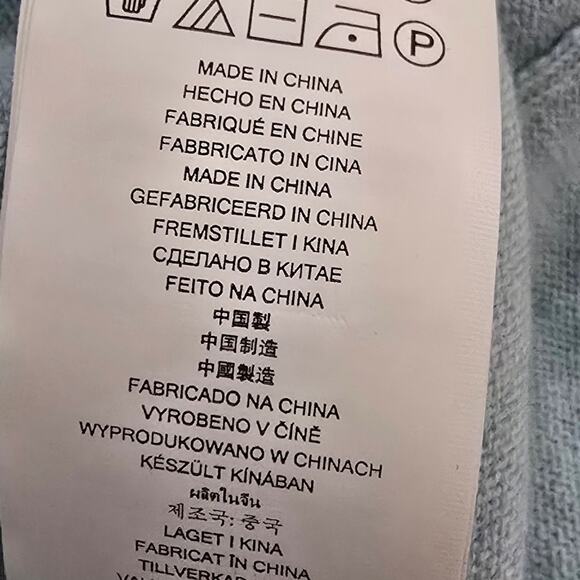 P
MADE IN CHINA
HECHO EN CHINA
FABRIQUÉ EN CHINE
FABBRICATO IN CINA
MADE IN CHINA
GEFABRICEERD IN CHINA
FREMSTILLET I KINA
СДЕЛАНО В КИТАЕ
FEITO NA CHINA
中国製
中国制造
中國製造
FABRICADO NA CHINA
VYROBENO V ČÍNĚ
WYPRODUKOWANO W CHINACH
KÉSZÜLT KÍNÁBAN
ผลิตในจีน
제조국: 중국
LAGET I KINA
FABRICAT ÎN CHINA